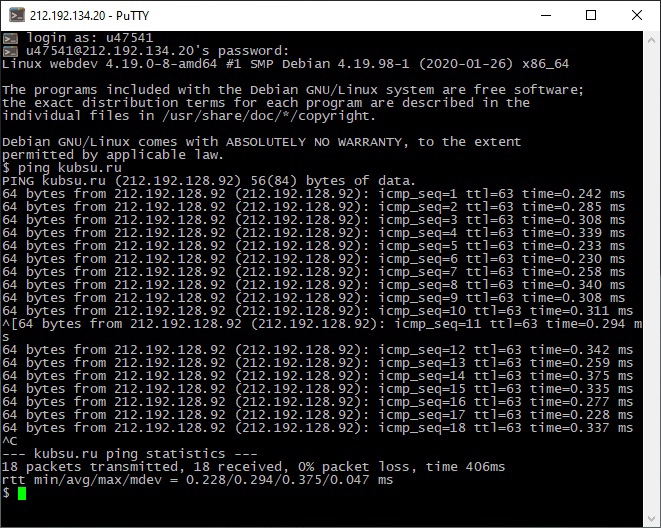 212.192.134.20 - PuTTY
login as: u47541
u47541@212.192.134.20's password:
Linux webdev 4.19.0-8-amd64 #1 SMP Debian 4.19.98-1 (2020-01-26) x86_64
The programs included with the Debian GNU/Linux system are free software;
the exact distribution terms for each program are described in the
individual files in /usr/share/doc/*/copyright.
Debian GNU/Linux comes with ABSOLUTELY NO WARRANTY, to the extent
permitted by applicable law.
$ ping kubsu.ru
PING kubsu.ru (212.192.128.92) 56(84) bytes of data.
64 bytes from 212.192.128.92 (212.192.128.92): icmp_seq=1 ttl=63 time=0.242 ms
64 bytes from 212.192.128.92 (212.192.128.92): icmp_seq=2 ttl=63 time=0.285 ms
64 bytes from 212.192.128.92 (212.192.128.92): icmp_seq=3 ttl=63 time=0.308 ms
64 bytes from 212.192.128.92 (212.192.128.92): icmp_seq=4 ttl=63 time=0.339 ms
64 bytes from 212.192.128.92 (212.192.128.92): icmp_seq=5 ttl=63 time=0.233 ms
64 bytes from 212.192.128.92 (212.192.128.92): icmp_seq=6 ttl=63 time=0.230 ms
64 bytes from 212.192.128.92 (212.192.128.92): icmp_seq=7 ttl=63 time=0.258 ms
64 bytes from 212.192.128.92 (212.192.128.92): icmp_seq=8 ttl=63 time=0.340 ms
64 bytes from 212.192.128.92 (212.192.128.92): icmp_seq=9 ttl=63 time=0.308 ms
64 bytes from 212.192.128.92 (212.192.128.92): icmp_seq=10 ttl=63 time=0.311 ms
^[64 bytes from 212.192.128.92 (212.192.128.92): icmp_seq=11 ttl=63 time=0.294 m
s
64 bytes from 212.192.128.92 (212.192.128.92): icmp_seq=12 ttl=63 time=0.342 ms
64 bytes from 212.192.128.92 (212.192.128.92): icmp_seq=13 ttl=63 time=0.259 ms
64 bytes from 212.192.128.92 (212.192.128.92): icmp_seq=14 ttl=63 time=0.375 ms
64 bytes from 212.192.128.92 (212.192.128.92): icmp_seq=15 ttl=63 time=0.335 ms
64 bytes from 212.192.128.92 (212.192.128.92): icmp_seq=16 ttl=63 time=0.277 ms
64 bytes from 212.192.128.92 (212.192.128.92): icmp_seq=17 ttl=63 time=0.228 ms
64 bytes from 212.192.128.92 (212.192.128.92): icmp_seq=18 ttl=63 time=0.337 ms
^C
--- kubsu.ru ping statistics ---
18 packets transmitted, 18 received, 0% packet loss, time 406ms
rtt min/avg/max/mdev = 0.228/0.294/0.375/0.047 ms
$